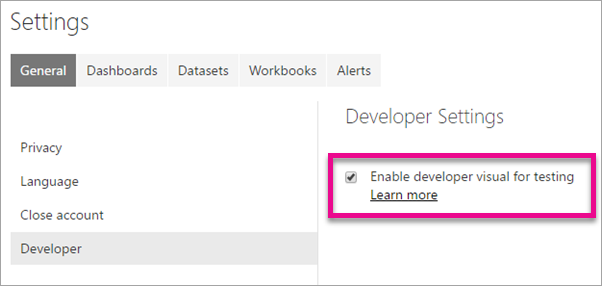 Settings
General Dashboards Datasets Workbooks Alerts
Privacy
Language
Close account
Developer
Developer Settings
Enable developer visual for testing
Learn more